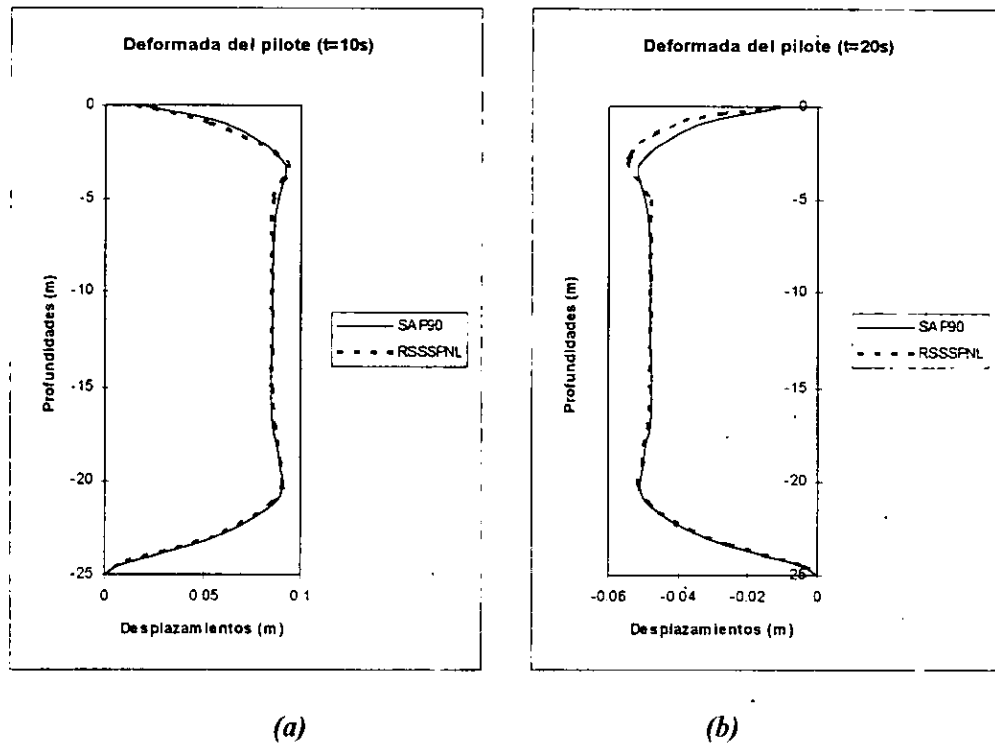 Deformada del pilote (t=10s)
0
-5
-10
-15
-20
-25
0
0 05
0 1
Profundidades (m)
Desplazamientos (m)
SAP90
RSSSPNL
(a)
Deformada del pilote (t=20s)
0
-5
-10
-15
-20
25
-0.06
-0 04
-0.02
0
Profundidades (m)
Desplazamientos (m)
SAP90
RSSSPNL
(b)